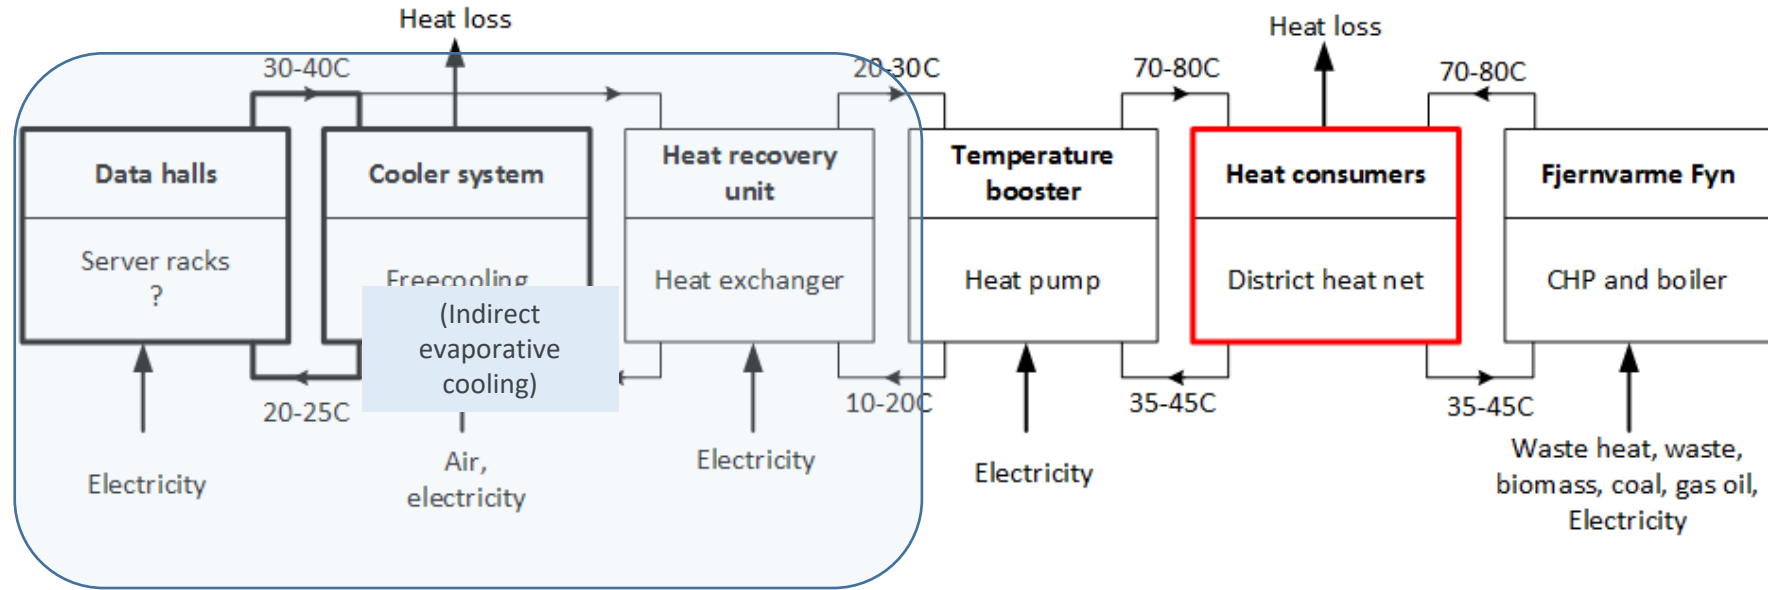 Heat loss
Heat loss
30-40C
20-30C
70-80C
70-80C
Data halls
Cooler system
Heat recovery
unit
Temperature
booster
Heat consumers
Fjernvarme Fyn
Server racks
?
Freecooling
(Indirect
evaporative
cooling)
Heat exchanger
Heat pump
District heat net
CHP and boiler
20-25C
10-20C
35-45C
35-45C
Electricity
Air,
electricity
Electricity
Electricity
Waste heat, waste,
biomass, coal, gas oil,
Electricity